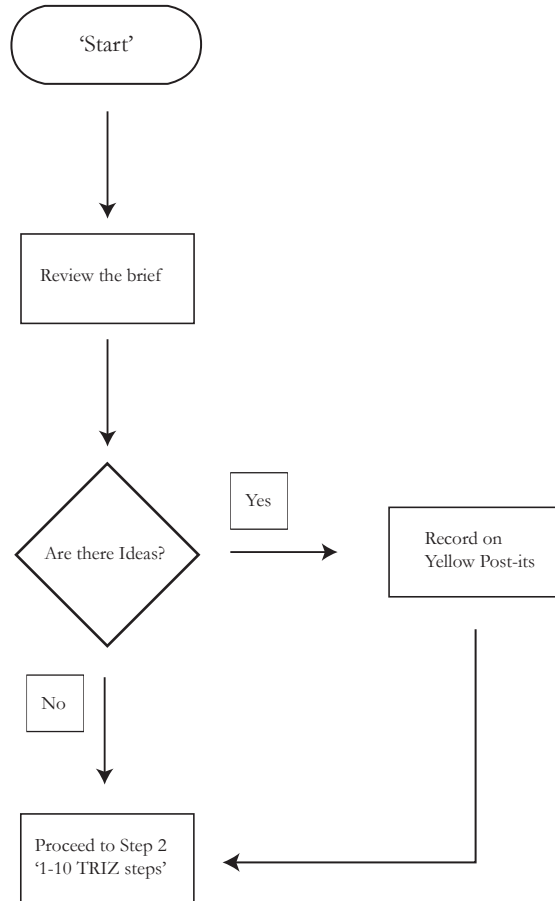 ‘Start’
Review the brief
Are there Ideas?
Yes
Record on
Yellow Post-its
No
Proceed to Step 2
‘1-10 TRIZ steps’